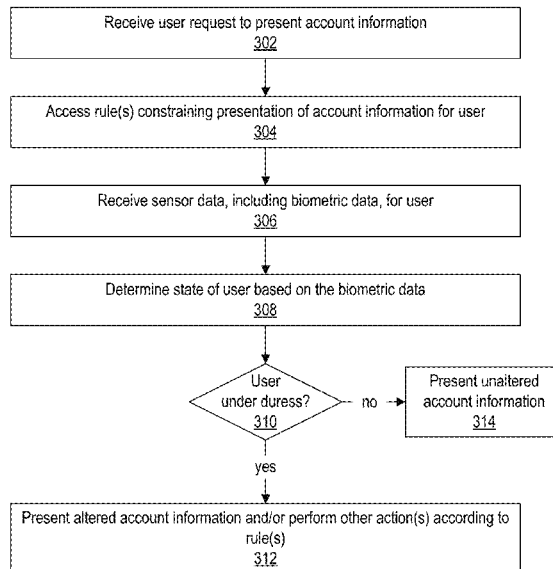 Receive user request to present account information
302
Access rule(s) constraining presentation of account information for user
304
Receive sensor data, including biometric data, for user
306
Determine state of user based on the biometric data
308
User
under duress?
310
no
Present unaltered
account information
314
yes
Present altered account information and/or perform other action(s) according to
rule(s)
312